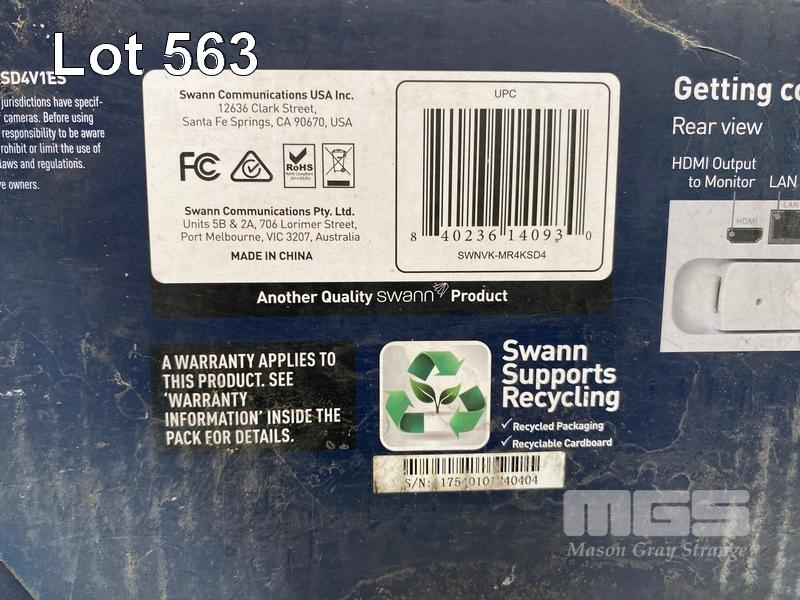 Lot 563
SD4V1ES
jurisdictions have specif-
cameras. Before using
responsibility to be aware
rohibit or limit the use of
laws and regulations.
e owners.
Swann Communications USA Inc.
12636 Clark Street,
Santa Fe Springs, CA 90670, USA
FC
RoHS
Swann Communications Pty. Ltd.
Units 5B & 2A, 706 Lorimer Street,
Port Melbourne, VIC 3207, Australia
MADE IN CHINA
UPC
8 40236 14093 0
SWNVK-MR4KSD4
Another Quality swann Product
Getting co
Rear view
HDMI Output
to Monitor LAN
HDMI
LAN
A WARRANTY APPLIES TO
THIS PRODUCT. SEE
'WARRANTY
INFORMATION' INSIDE THE
PACK FOR DETAILS.
Swann
Supports
Recycling
✓ Recycled Packaging
✓ Recyclable Cardboard
S/N:
MGS
Mason Gray Strange